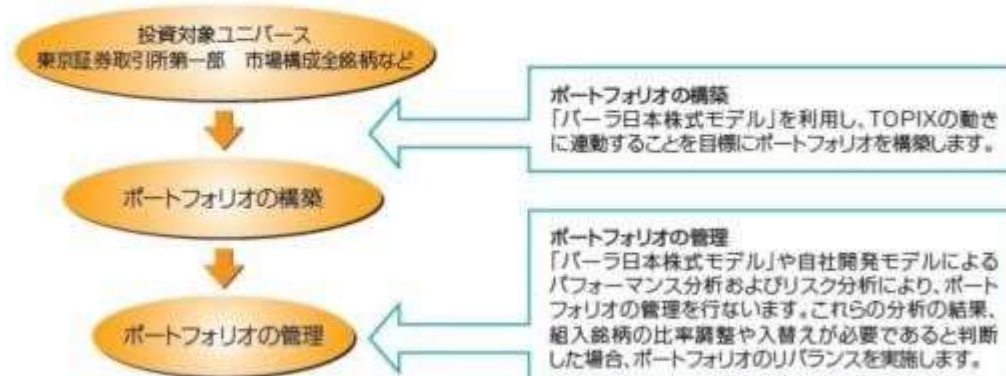 投資対象ユニバース
東京証券取引所第一部　市場構成全銘柄など
ポートフォリオの構築
「バーラ日本株式モデル」を利用し、TOPIXの動き
に連動することを目標にポートフォリオを構築します。
ポートフォリオの構築
ポートフォリオの管理
「バーラ日本株式モデル」や自社開発モデルによる
パフォーマンス分析およびリスク分析により、ポート
フォリオの管理を行ないます。これらの分析の結果、
組入銘柄の比率調整や入替えが必要であると判断
した場合、ポートフォリオのリバランスを実施します。
ポートフォリオの管理